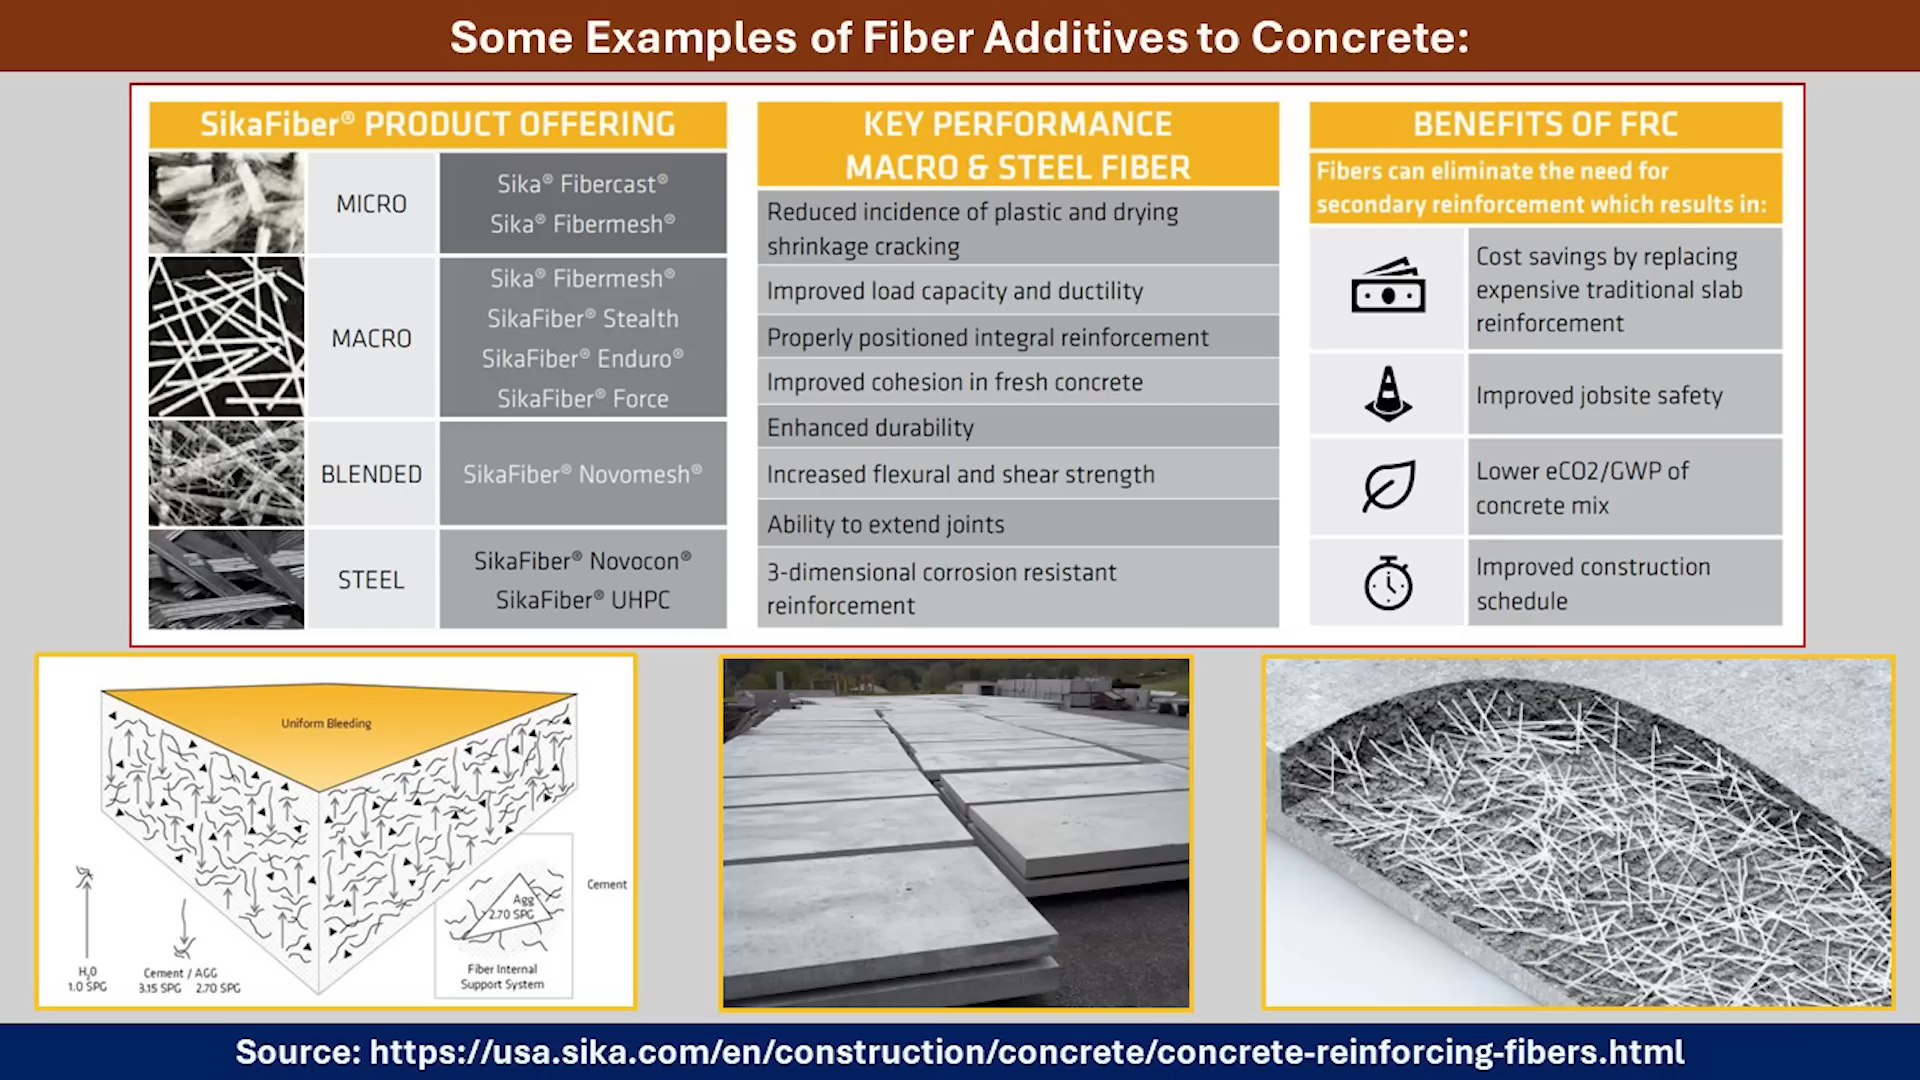 Some Examples of Fiber Additives to Concrete:
SikaFiber® PRODUCT OFFERING
MICRO
Sika® Fibercast®
Sika® Fibermesh®
MACRO
Sika® Fibermesh®
SikaFiber® Stealth
SikaFiber® Enduro®
SikaFiber® Force
BLENDED
SikaFiber® Novomesh®
STEEL
SikaFiber® Novocon®
SikaFiber® UHPC
KEY PERFORMANCE
MACRO & STEEL FIBER
Reduced incidence of plastic and drying
shrinkage cracking
Improved load capacity and ductility
Properly positioned integral reinforcement
Improved cohesion in fresh concrete
Enhanced durability
Increased flexural and shear strength
Ability to extend joints
3-dimensional corrosion resistant
reinforcement
BENEFITS OF FRC
Fibers can eliminate the need for
secondary reinforcement which results in:
Cost savings by replacing
expensive traditional slab
reinforcement
Improved jobsite safety
Lower eCO2/GWP of
concrete mix
Improved construction
schedule
Uniform Bleeding
H₂O
1.0 SPG
Cement / AGG
3.15 SPG 2.70 SPG
Agg
2.70 SPG
Cement
Fiber Internal
Support System
Source: https://usa.sika.com/en/construction/concrete/concrete-reinforcing-fibers.html